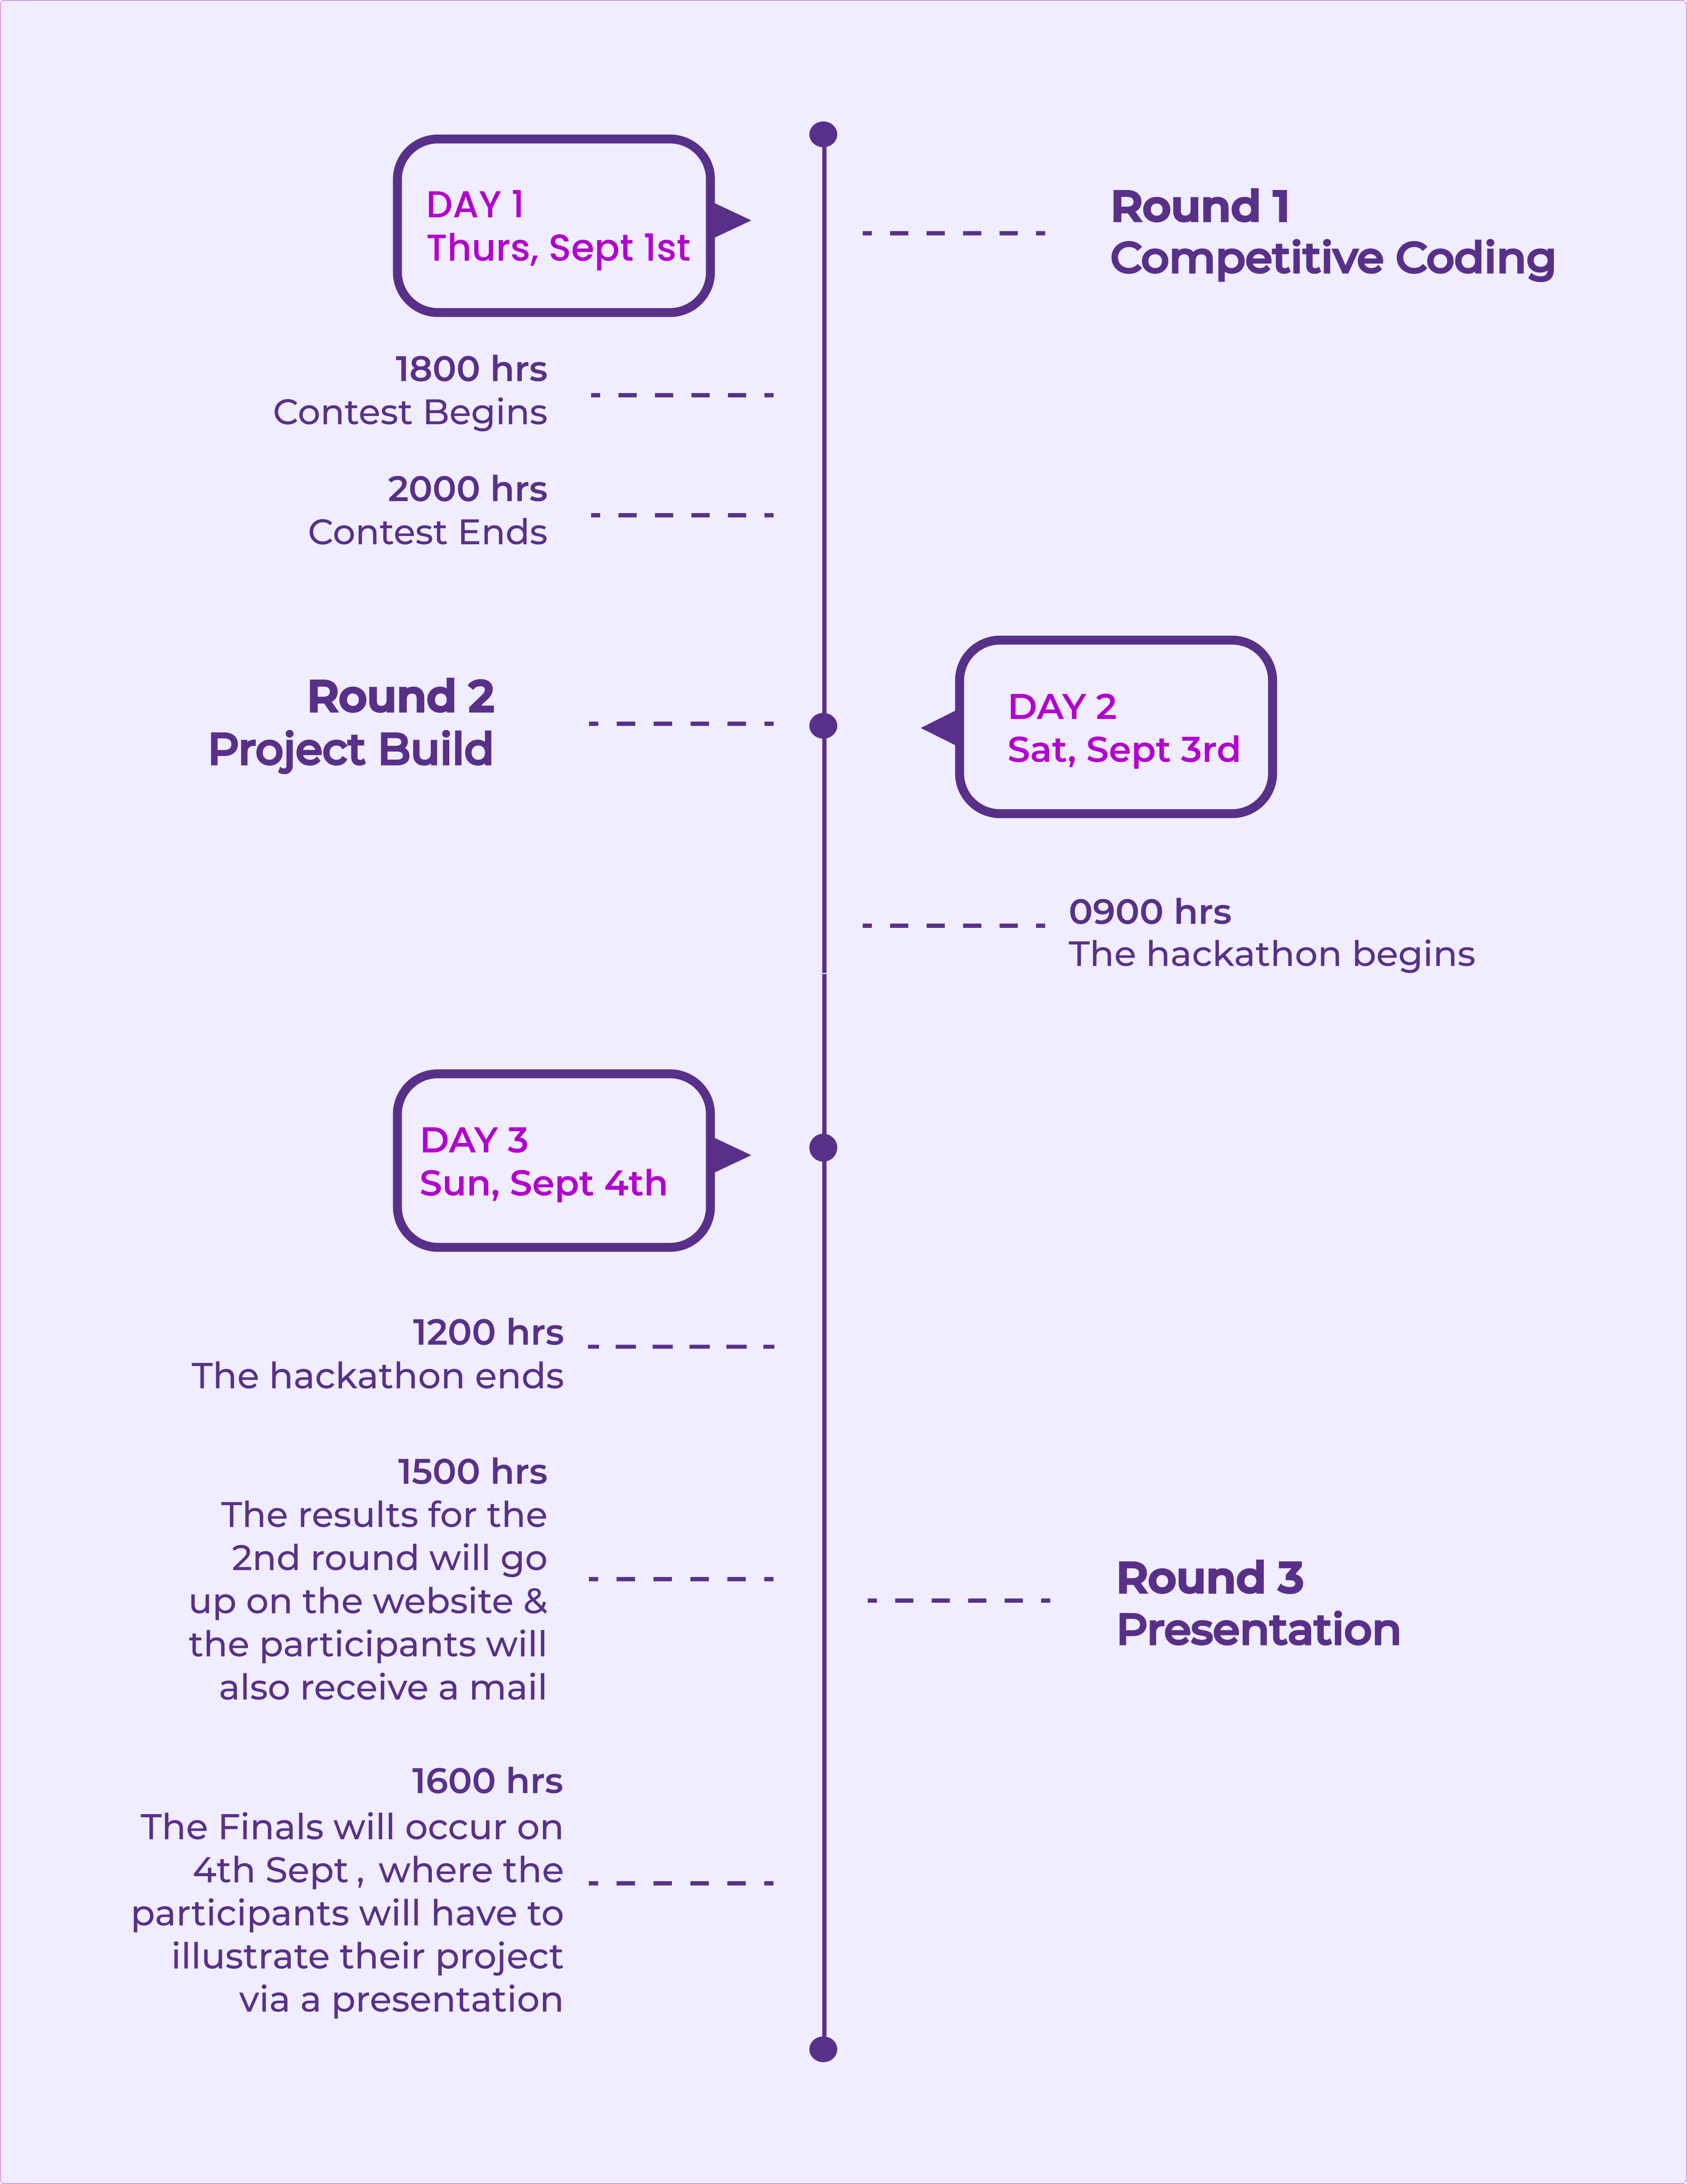 DAY 1
Thurs, Sept 1st
Round 1
Competitive Coding
1800 hrs
Contest Begins
2000 hrs
Contest Ends
Round 2
Project Build
DAY 2
Sat, Sept 3rd
0900 hrs
The hackathon begins
DAY 3
Sun, Sept 4th
1200 hrs
The hackathon ends
1500 hrs
The results for the
2nd round will go
up on the website &
the participants will
also receive a mail
Round 3
Presentation
1600 hrs
The Finals will occur on
4th Sept , where the
participants will have to
illustrate their project
via a presentation